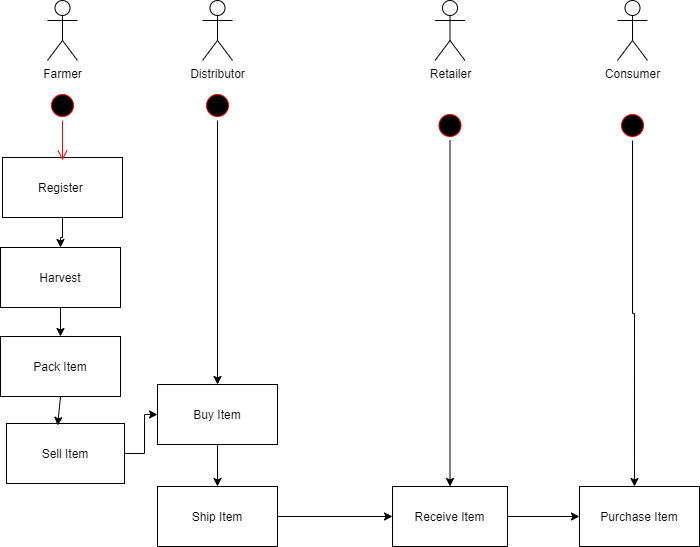 Farmer
Distributor
Retailer
Consumer
Register
Harvest
Pack Item
Buy Item
Sell Item
Ship Item
Receive Item
Purchase Item